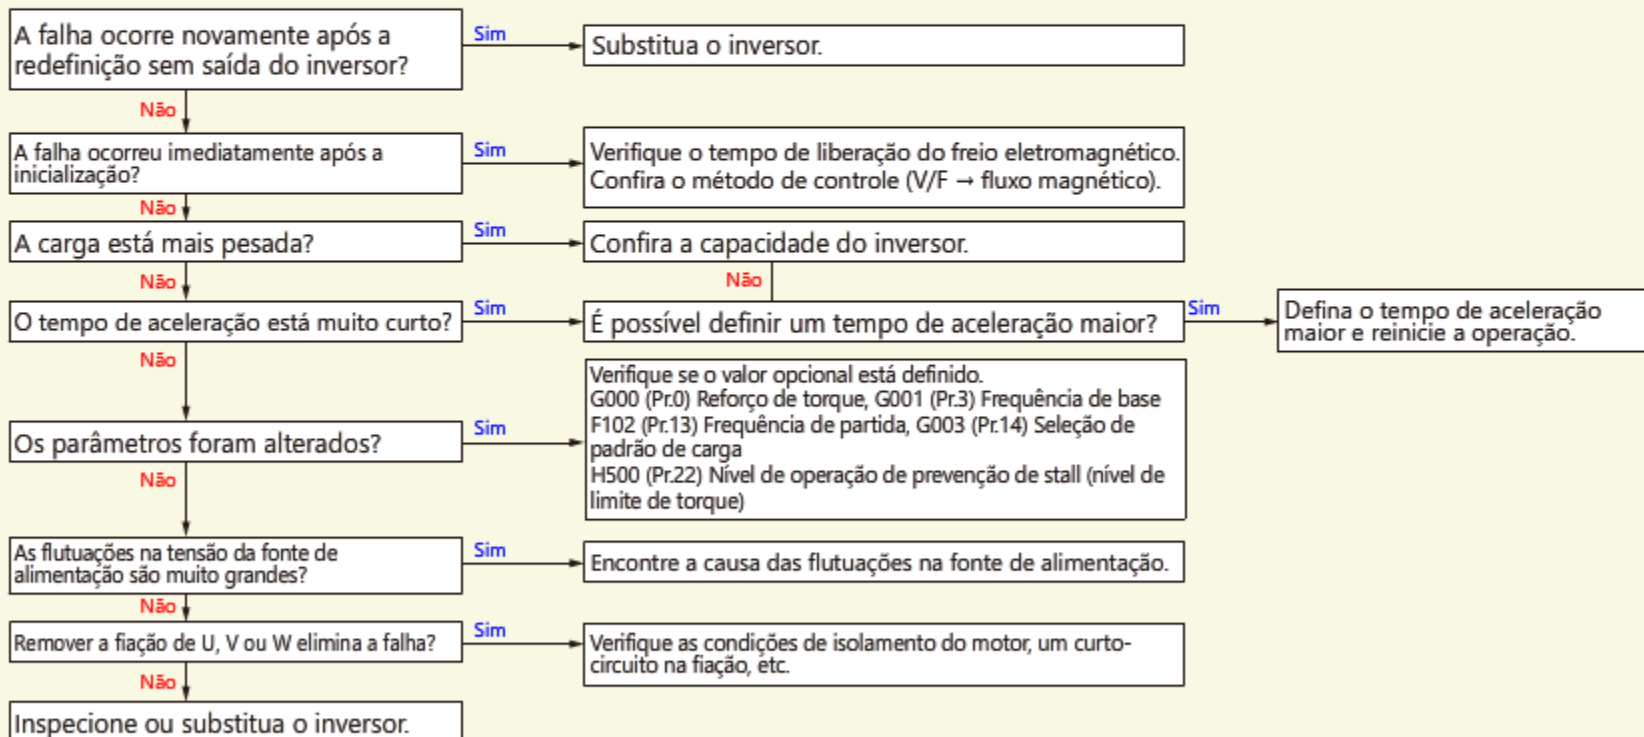 A falha ocorre novamente após a
redefinição sem saída do inversor?
Sim
Substitua o inversor.
Não
A falha ocorreu imediatamente após a
inicialização?
Sim
Verifique o tempo de liberação do freio eletromagnético.
Confira o método de controle (V/F → fluxo magnético).
Não
A carga está mais pesada?
Sim
Confira a capacidade do inversor.
Não
Não
O tempo de aceleração está muito curto?
Sim
É possível definir um tempo de aceleração maior?
Sim
Defina o tempo de aceleração
maior e reinicie a operação.
Não
Os parâmetros foram alterados?
Sim
Verifique se o valor opcional está definido.
G000 (Pr.0) Reforço de torque, G001 (Pr.3) Frequência de base
F102 (Pr.13) Frequência de partida, G003 (Pr.14) Seleção de
padrão de carga
H500 (Pr.22) Nível de operação de prevenção de stall (nível de
limite de torque)
Não
As flutuações na tensão da fonte de
alimentação são muito grandes?
Sim
Encontre a causa das flutuações na fonte de alimentação.
Não
Remover a fiação de U, V ou W elimina a falha?
Sim
Verifique as condições de isolamento do motor, um curto-
circuito na fiação, etc.
Não
Inspecione ou substitua o inversor.